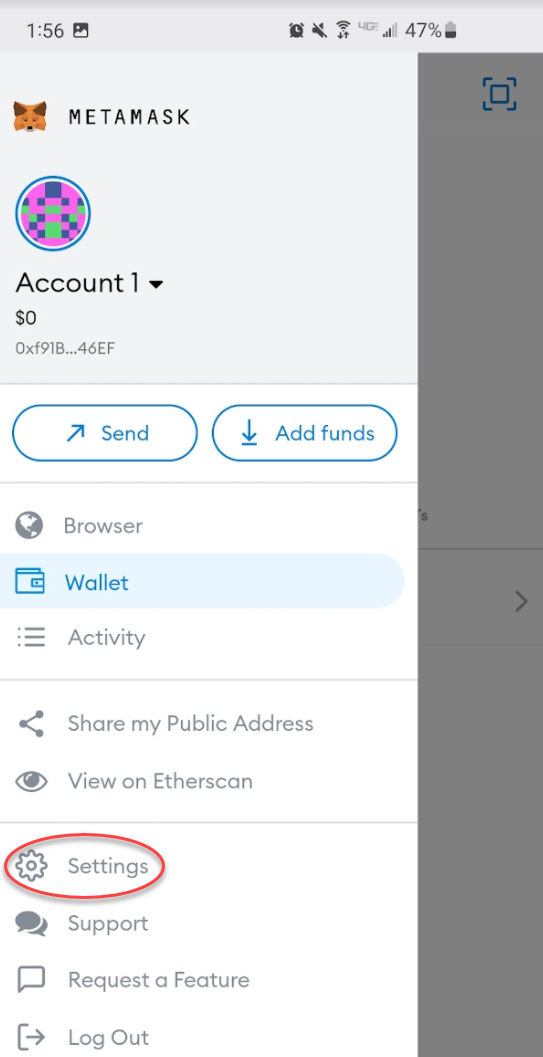 1:56 47%
METAMASK
Account 1
$0
0xf91B...46EF
Send Add funds
Browser
Wallet
Activity
Share my Public Address
View on Etherscan
Settings
Support
Request a Feature
Log Out